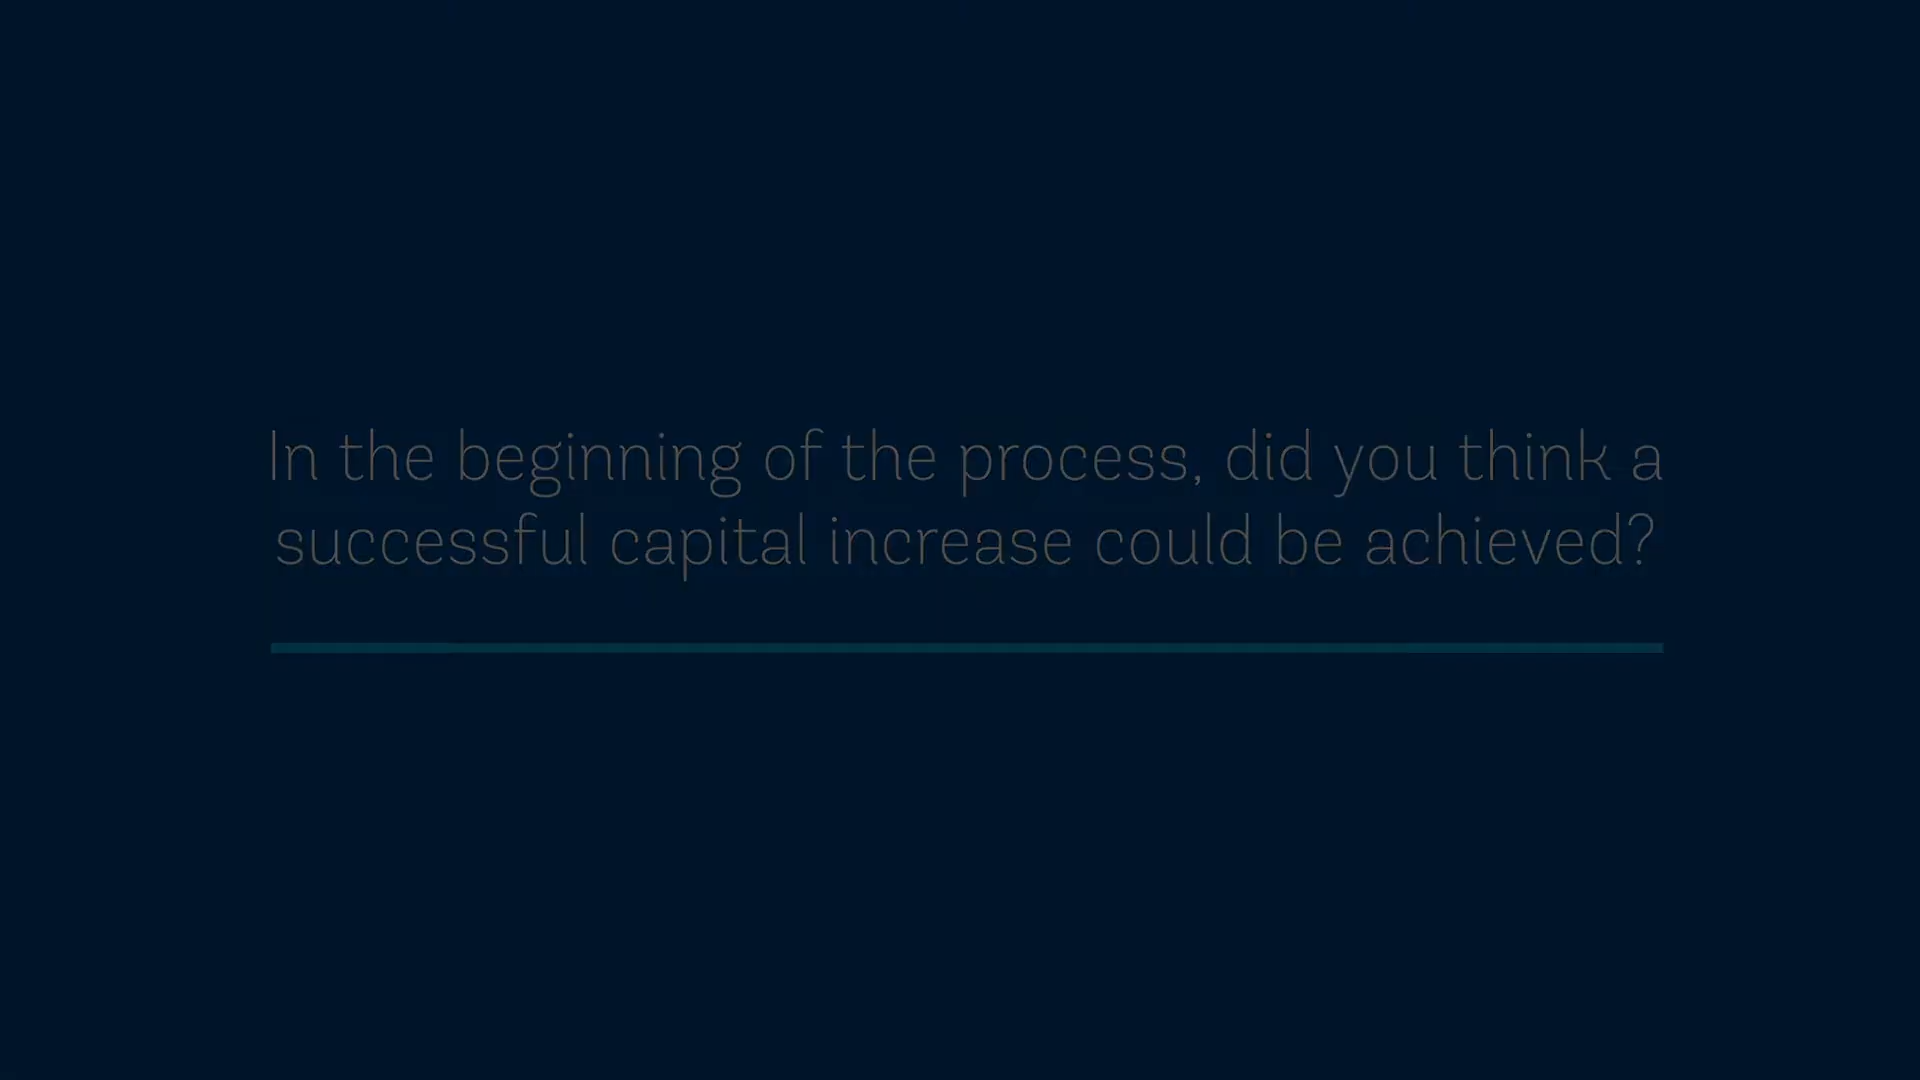 In the beginning of the process, did you think a
successful capital increase could be achieved?